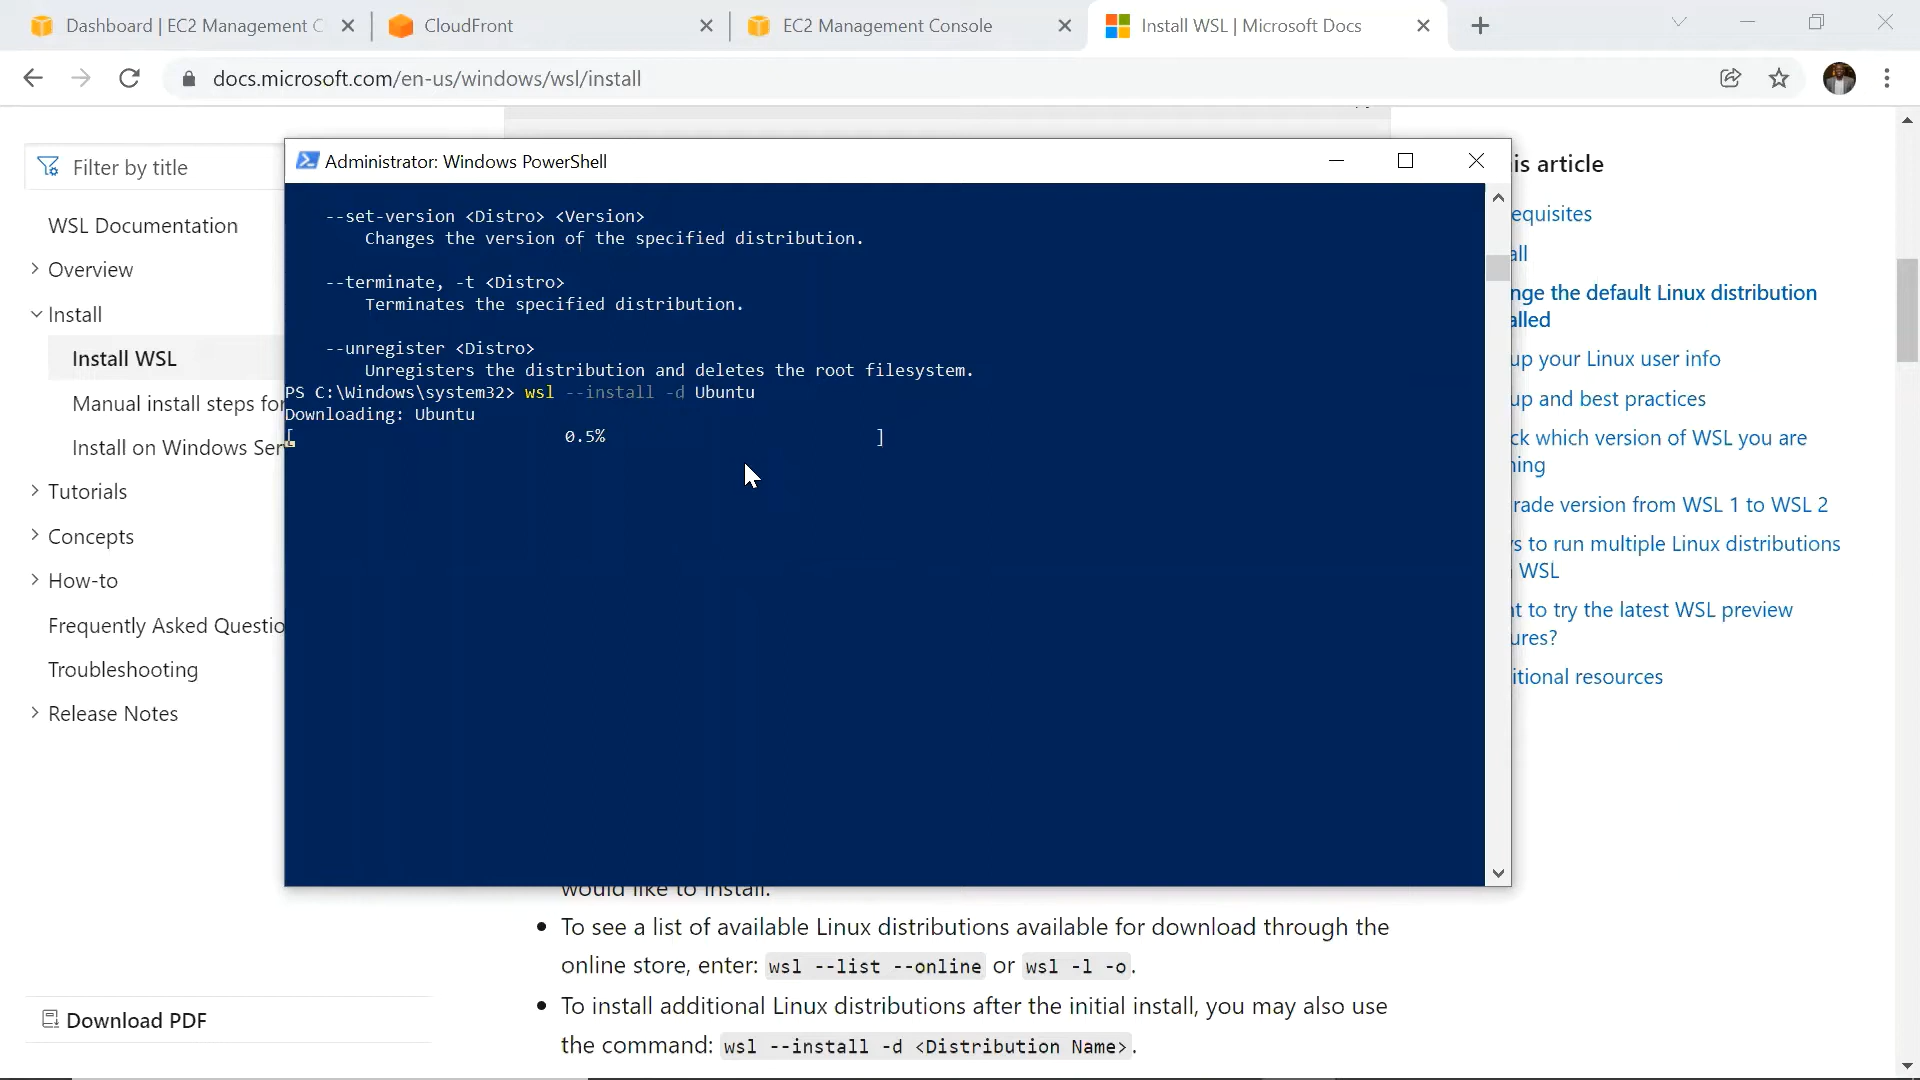 Dashboard | EC2 Management C
CloudFront
EC2 Management Console
Install WSL | Microsoft Docs
docs.microsoft.com/en-us/windows/wsl/install
Filter by title
WSL Documentation
Overview
Install
Install WSL
Manual install steps for
Install on Windows Ser
Tutorials
Concepts
How-to
Frequently Asked Questio
Troubleshooting
Release Notes
Download PDF
Administrator: Windows PowerShell
--set-version <Distro> <Version>
Changes the version of the specified distribution.
--terminate, -t <Distro>
Terminates the specified distribution.
--unregister <Distro>
Unregisters the distribution and deletes the root filesystem.
PS C:\Windows\system32> wsl --install -d Ubuntu
Downloading: Ubuntu
[ 0.5% ]
would like to install.
• To see a list of available Linux distributions available for download through the
online store, enter: wsl --list --online or wsl -l -o.
• To install additional Linux distributions after the initial install, you may also use
the command: wsl --install -d <Distribution Name>.
is article
equisites
all
nge the default Linux distribution
alled
up your Linux user info
up and best practices
ck which version of WSL you are
ning
rade version from WSL 1 to WSL 2
s to run multiple Linux distributions
WSL
t to try the latest WSL preview
ures?
itional resources